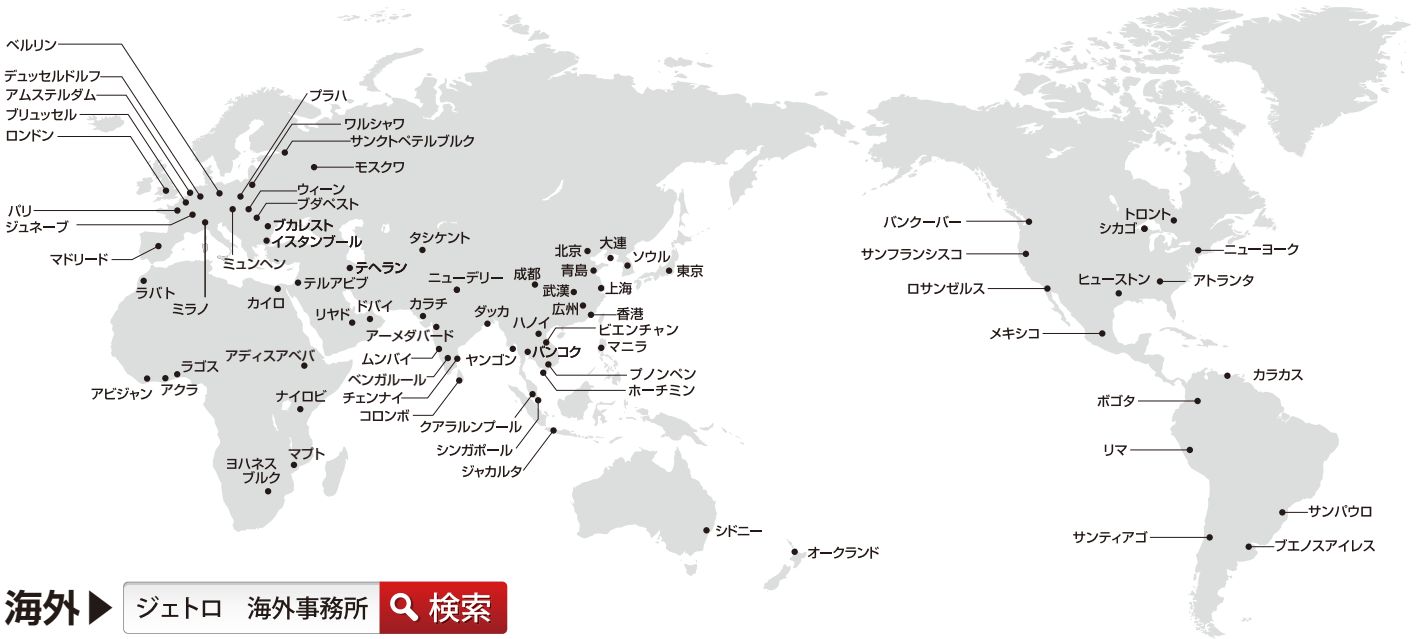 ベルリン
デュッセルドルフ
アムステルダム
ブリュッセル
ロンドン
パリ
ジュネーブ
マドリード
ラバト
ミラノ
ミュンヘン
プラハ
ワルシャワ
サンクトペテルブルク
モスクワ
ウィーン
ブダペスト
ブカレスト
イスタンブール
テヘラン
テルアビブ
カイロ
リヤド
ドバイ
タシケント
ニューデリー
カラチ
アーメダバード
ムンバイ
ベンガルール
チェンナイ
コロンボ
ダッカ
ヤンゴン
アディスアベバ
ラゴス
アビジャン
アクラ
ナイロビ
マプト
ヨハネス
ブルク
北京
大連
ソウル
東京
青島
成都
武漢
上海
広州
香港
ハノイ
ビエンチャン
マニラ
バンコク
プノンペン
ホーチミン
クアラルンプール
シンガポール
ジャカルタ
シドニー
オークランド
バンクーバー
トロント
シカゴ
サンフランシスコ
ニューヨーク
ロサンゼルス
ヒューストン
アトランタ
メキシコ
カラカス
ボゴタ
リマ
サンパウロ
サンティアゴ
ブエノスアイレス
海外▶ ジェトロ 海外事務所 検索